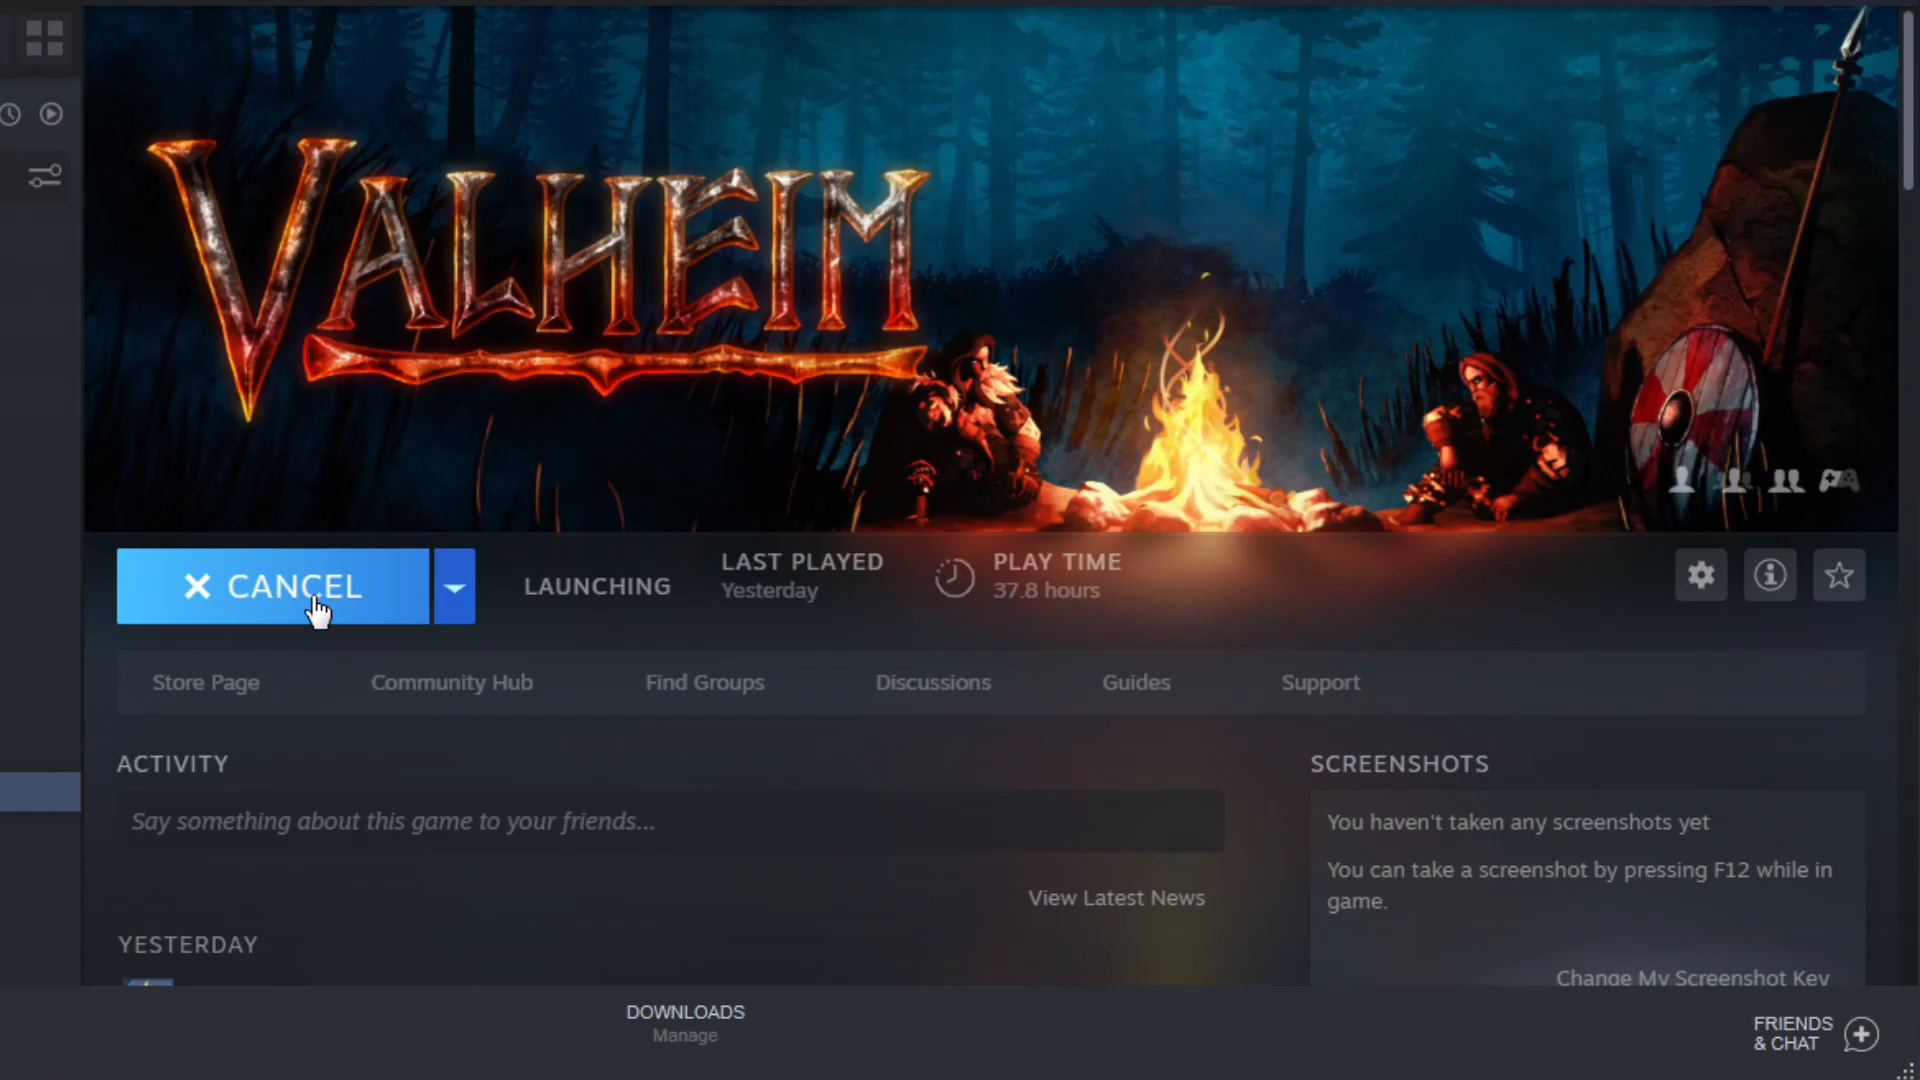 VALHEIM
CANCEL
LAUNCHING
LAST PLAYED
Yesterday
PLAY TIME
37.8 hours
Store Page
Community Hub
Find Groups
Discussions
Guides
Support
ACTIVITY
Say something about this game to your friends...
View Latest News
YESTERDAY
SCREENSHOTS
You haven't taken any screenshots yet
You can take a screenshot by pressing F12 while in
game.
Change My Screenshot Key
DOWNLOADS
Manage
FRIENDS
& CHAT